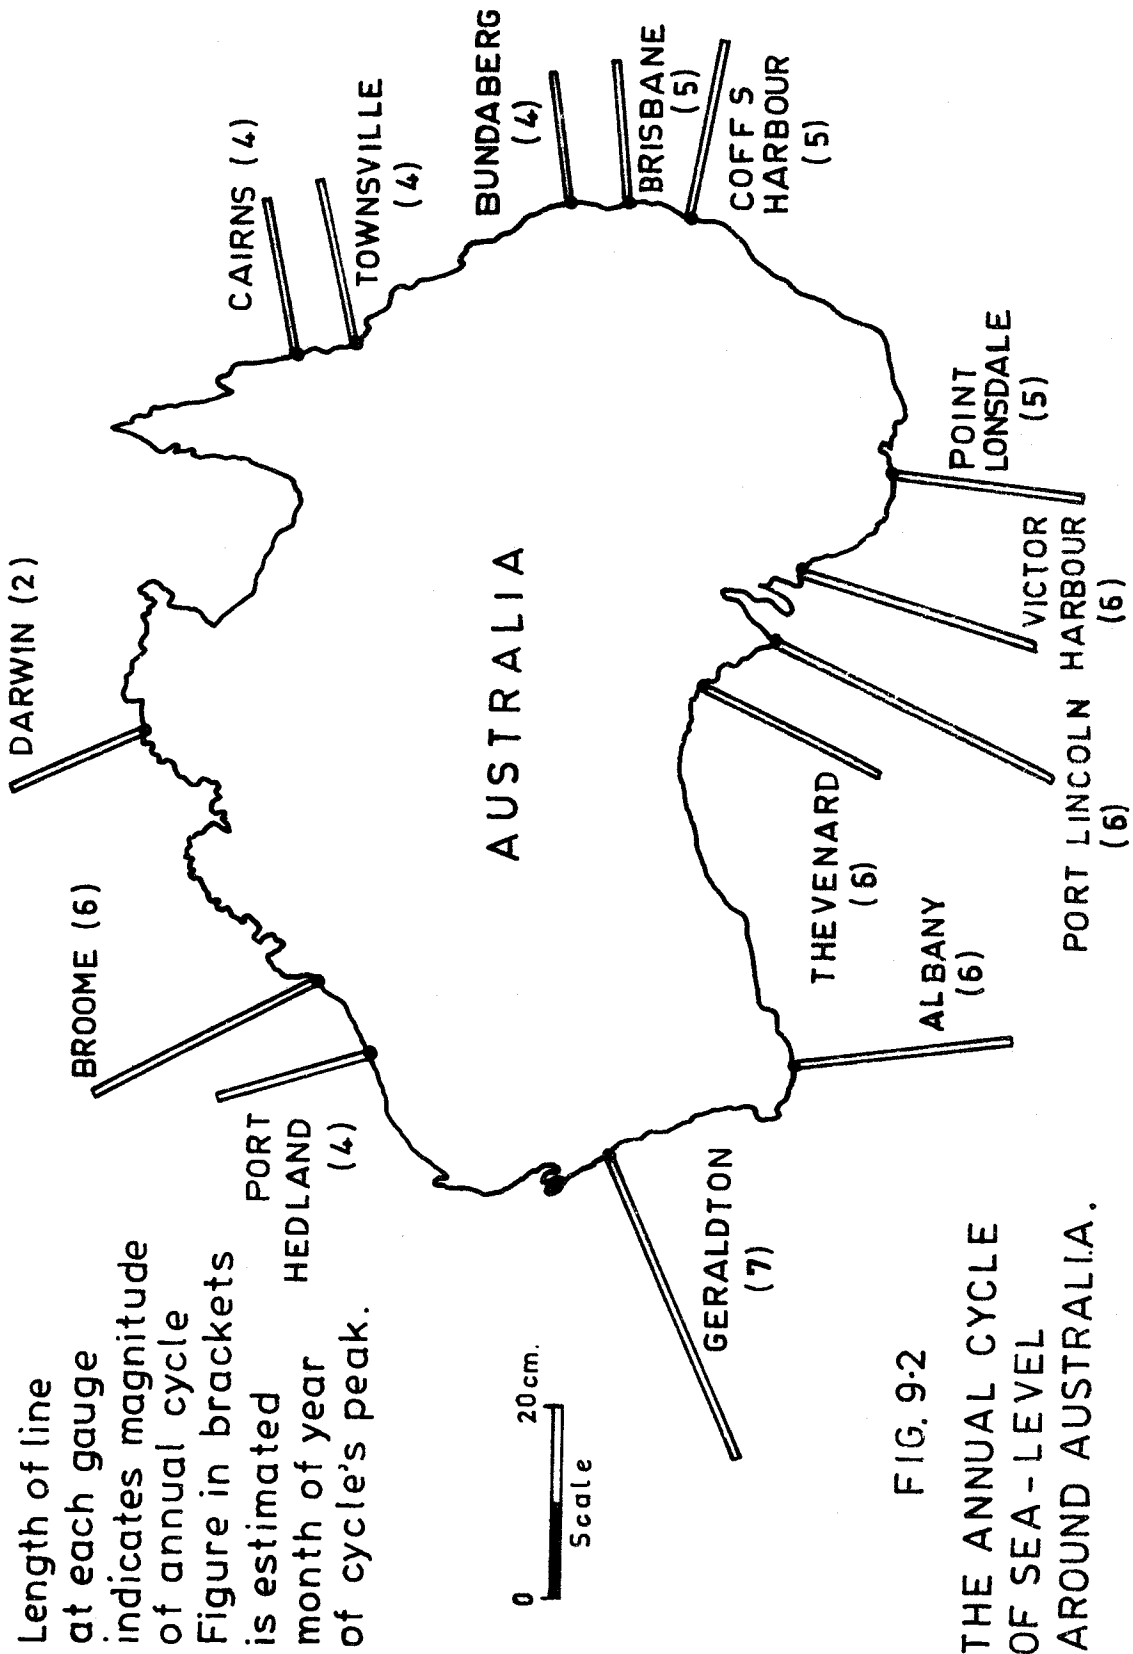 Length of line
at each gauge
indicates magnitude
of annual cycle
Figure in brackets
is estimated
month of year
of cycle's peak.
DARWIN (2)
BROOME (6)
PORT
HEDLAND
(4)
CAIRNS (4)
TOWNSVILLE
(4)
BUNDABERG
(4)
BRISBANE
(5)
COFFS
HARBOUR
(5)
AUSTRALIA
0
20cm.
Scale
GERALDTON
(7)
ALBANY
(6)
THEVENARD
(6)
PORT LINCOLN
(6)
VICTOR
HARBOUR
(6)
POINT
LONSDALE
(5)
FIG. 9·2
THE ANNUAL CYCLE
OF SEA-LEVEL
AROUND AUSTRALIA.